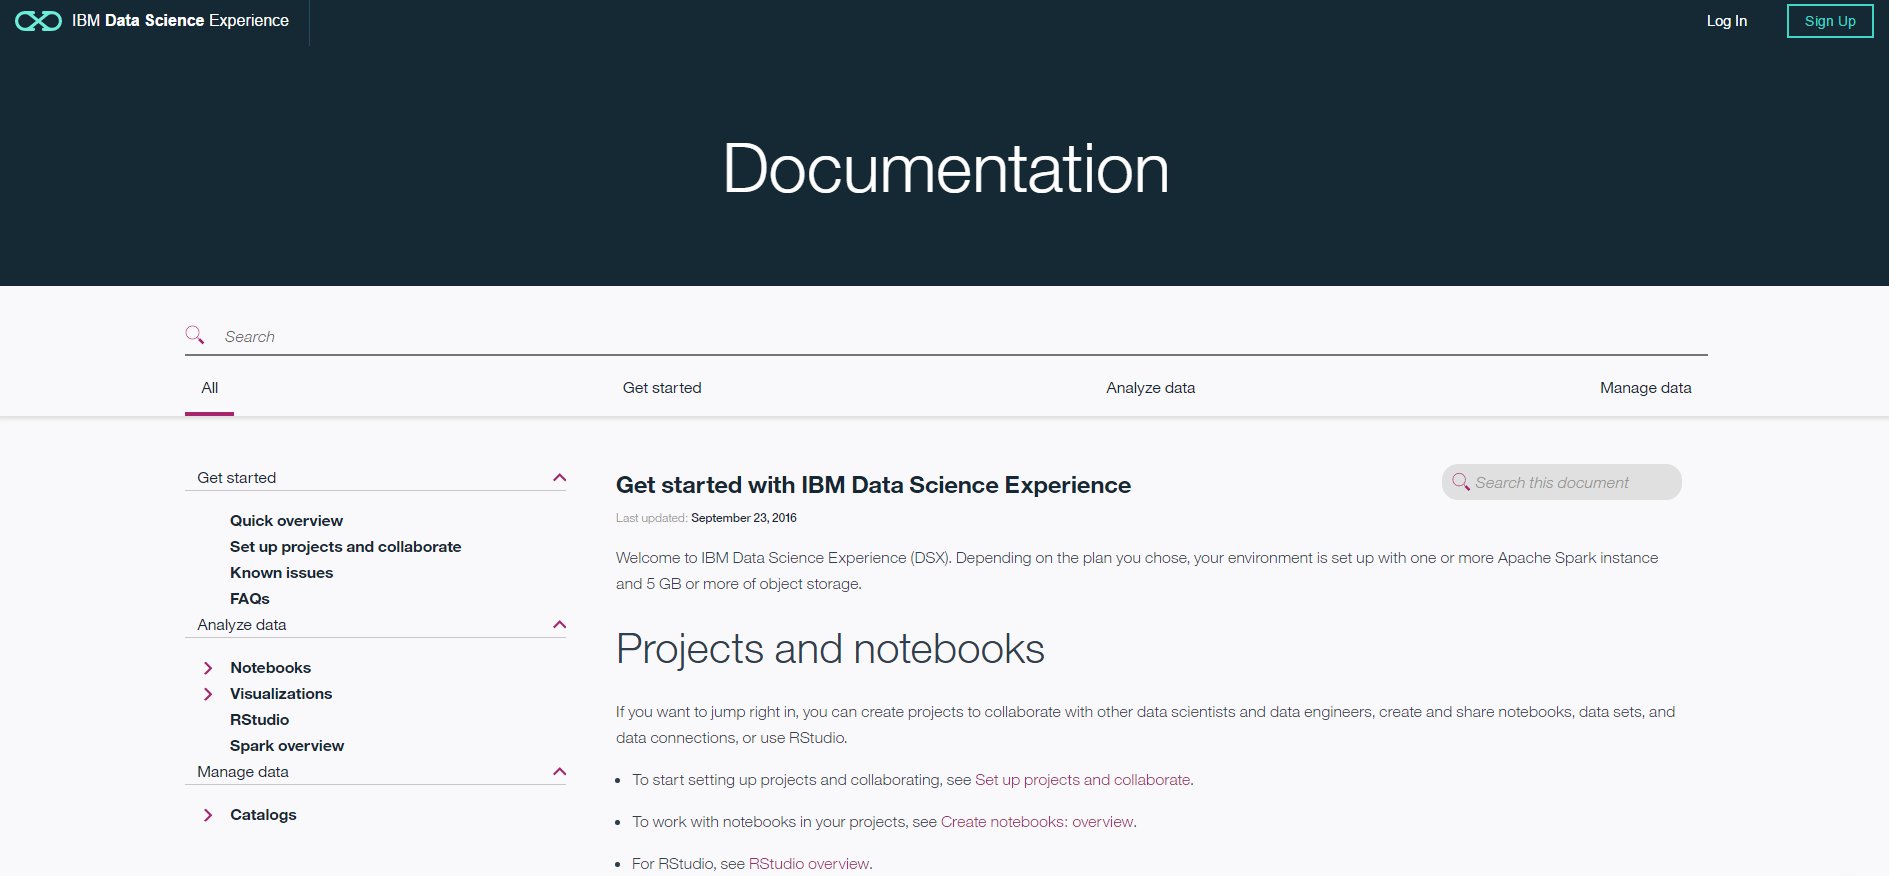 IBM Data Science Experience
Log In
Sign Up
Documentation
Search
All
Get started
Analyze data
Manage data
Get started
Quick overview
Set up projects and collaborate
Known issues
FAQs
Analyze data
Notebooks
Visualizations
RStudio
Spark overview
Manage data
Catalogs
Get started with IBM Data Science Experience
Search this document
Last updated: September 23, 2016
Welcome to IBM Data Science Experience (DSX). Depending on the plan you chose, your environment is set up with one or more Apache Spark instance
and 5 GB or more of object storage.
Projects and notebooks
If you want to jump right in, you can create projects to collaborate with other data scientists and data engineers, create and share notebooks, data sets, and
data connections, or use RStudio.
• To start setting up projects and collaborating, see Set up projects and collaborate.
• To work with notebooks in your projects, see Create notebooks: overview.
• For RStudio, see RStudio overview.